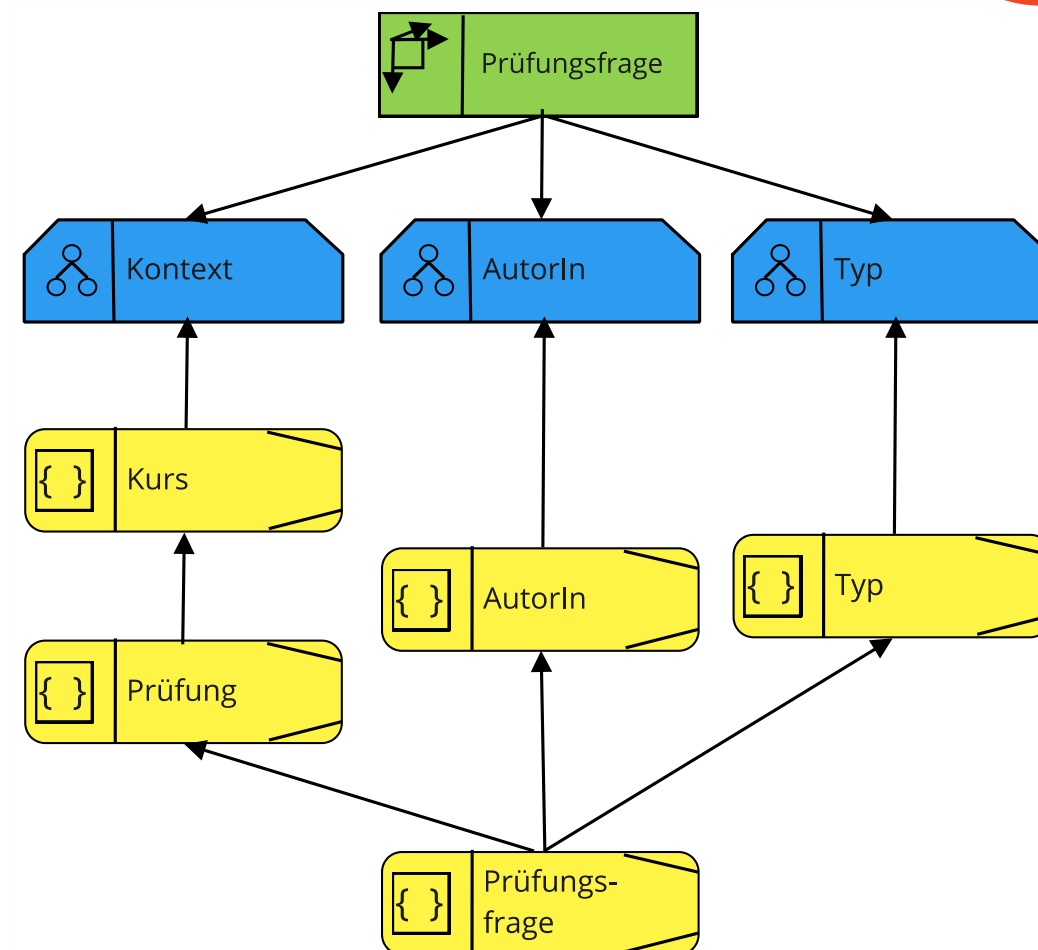 Prüfungsfrage
Kontext
AutorIn
Typ
{ } Kurs
{ } AutorIn
{ } Typ
{ } Prüfung
{ } Prüfungs-
frage